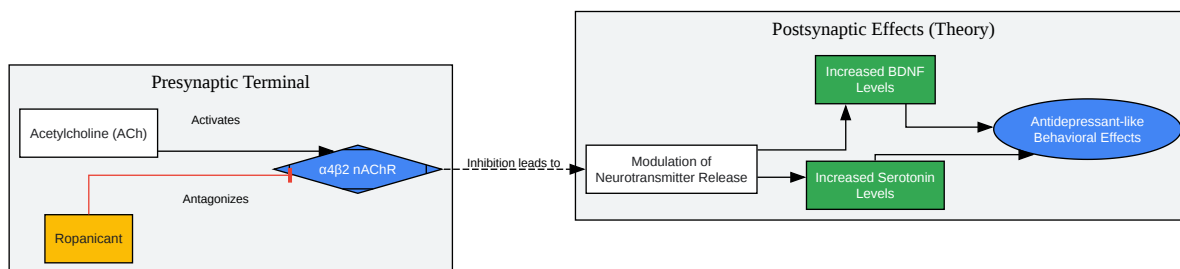 Presynaptic Terminal
Acetylcholine (ACh)
Activates
α4β2 nAChR
Antagonizes
Ropanicant
Inhibition leads to
Postsynaptic Effects (Theory)
Modulation of
Neurotransmitter Release
Increased BDNF
Levels
Increased Serotonin
Levels
Antidepressant-like
Behavioral Effects